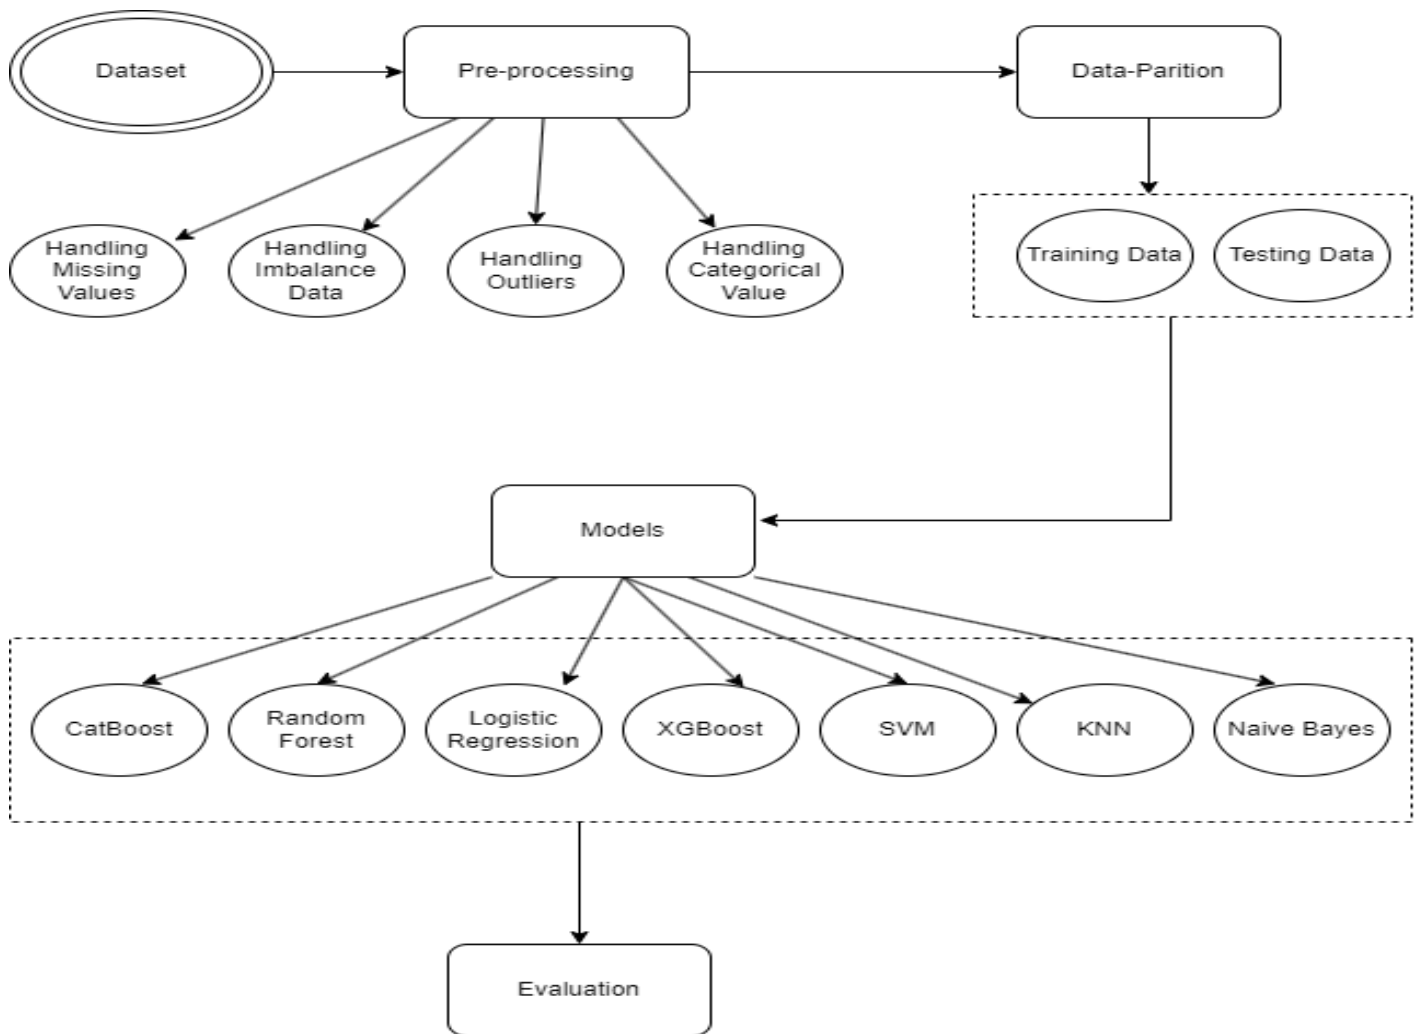 Dataset
Pre-processing
Data-Parition
Handling
Missing
Values
Handling
Imbalance
Data
Handling
Outliers
Handling
Categorical
Value
Training Data
Testing Data
Models
CatBoost
Random
Forest
Logistic
Regression
XGBoost
SVM
KNN
Naive Bayes
Evaluation